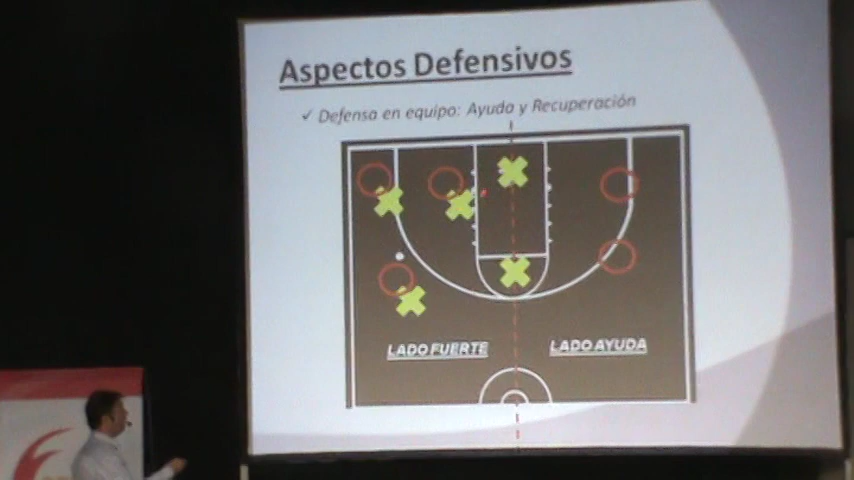 Aspectos Defensivos
✓ Defensa en equipo: Ayuda y Recuperación
LADO FUERTE
LADO AYUDA